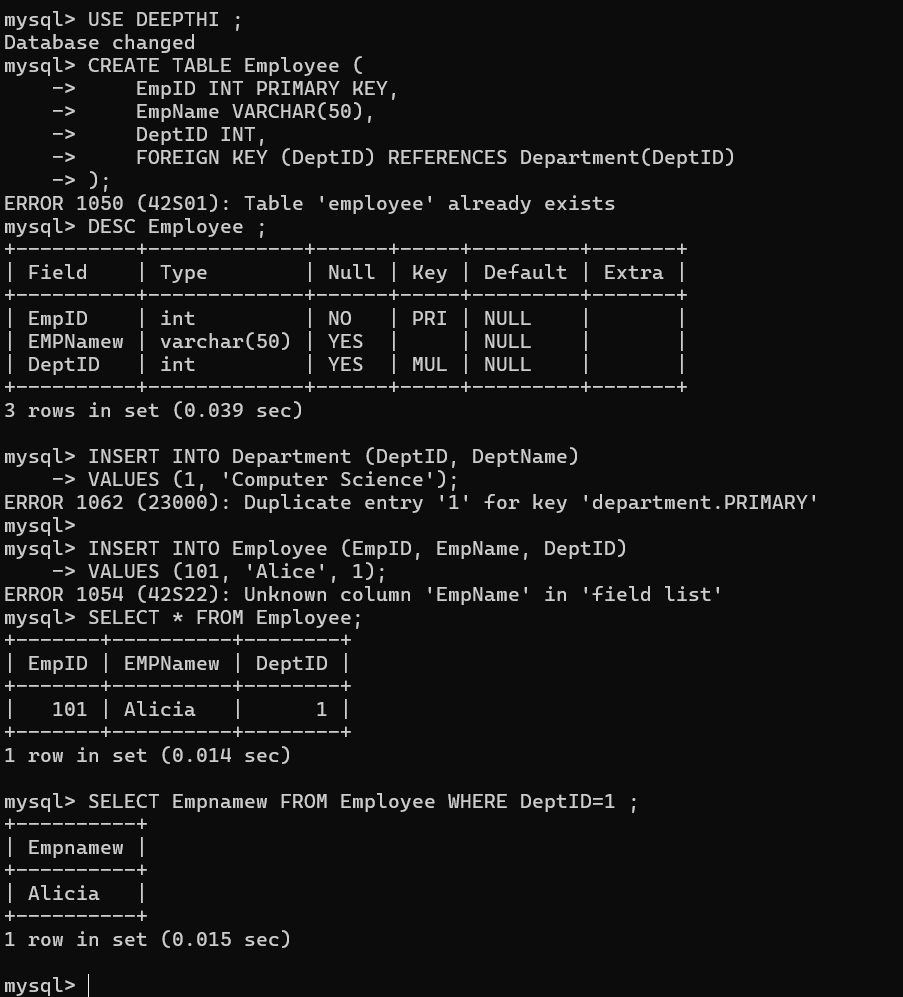 mysql> USE DEEPTHI ;
Database changed
mysql> CREATE TABLE Employee (
    ->     EmpID INT PRIMARY KEY,
    ->     EmpName VARCHAR(50),
    ->     DeptID INT,
    ->     FOREIGN KEY (DeptID) REFERENCES Department(DeptID)
    -> );
ERROR 1050 (42S01): Table 'employee' already exists
mysql> DESC Employee ;
+----------+-------------+------+-----+---------+-------+
| Field    | Type        | Null | Key | Default | Extra |
+----------+-------------+------+-----+---------+-------+
| EmpID    | int         | NO   | PRI | NULL    |       |
| EMPNamew | varchar(50) | YES  |     | NULL    |       |
| DeptID   | int         | YES  | MUL | NULL    |       |
+----------+-------------+------+-----+---------+-------+
3 rows in set (0.039 sec)

mysql> INSERT INTO Department (DeptID, DeptName)
    -> VALUES (1, 'Computer Science');
ERROR 1062 (23000): Duplicate entry '1' for key 'department.PRIMARY'
mysql>
mysql> INSERT INTO Employee (EmpID, EmpName, DeptID)
    -> VALUES (101, 'Alice', 1);
ERROR 1054 (42S22): Unknown column 'EmpName' in 'field list'
mysql> SELECT * FROM Employee;
+-------+----------+--------+
| EmpID | EMPNamew | DeptID |
+-------+----------+--------+
|   101 | Alicia   |      1 |
+-------+----------+--------+
1 row in set (0.014 sec)

mysql> SELECT Empnamew FROM Employee WHERE DeptID=1 ;
+----------+
| Empnamew |
+----------+
| Alicia   |
+----------+
1 row in set (0.015 sec)

mysql>